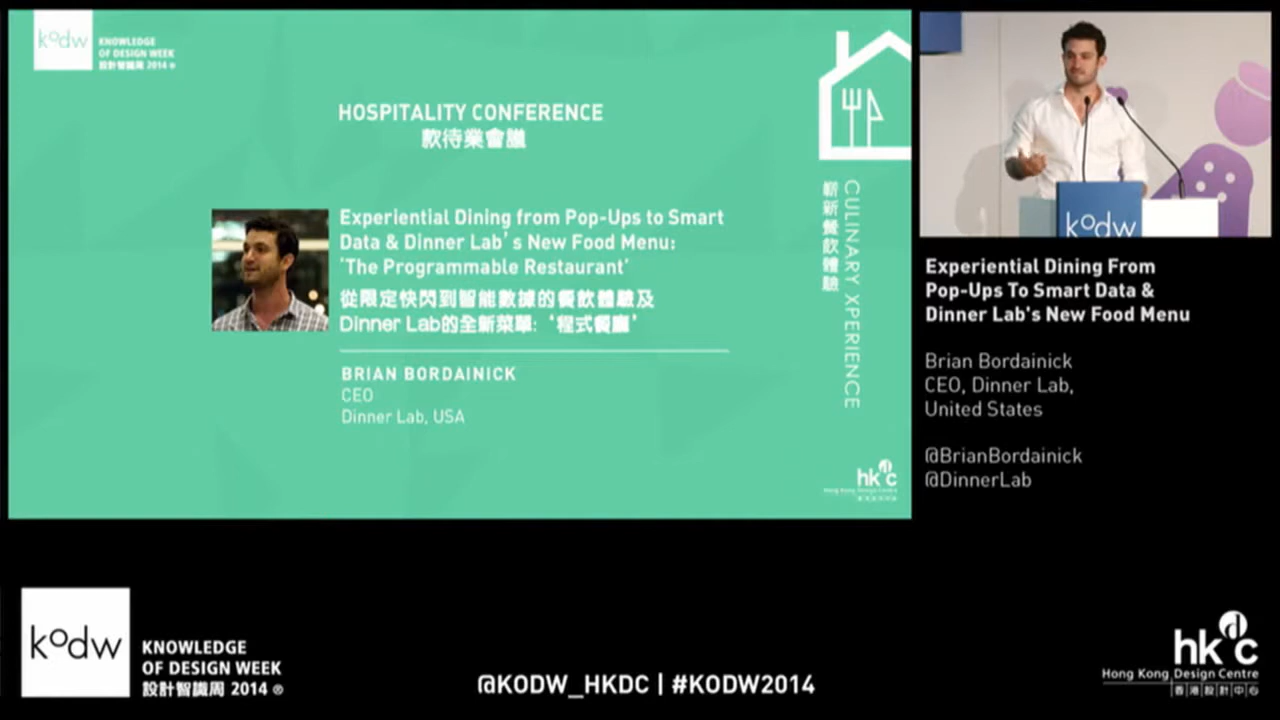 kodw
KNOWLEDGE
OF DESIGN WEEK
設計智識周 2014 ®
HOSPITALITY CONFERENCE
款待業會議
Experiential Dining from Pop-Ups to Smart
Data & Dinner Lab's New Food Menu:
'The Programmable Restaurant'
從限定快閃到智能數據的餐飲體驗及
Dinner Lab的全新菜單:‘程式餐廳’
BRIAN BORDAINICK
CEO
Dinner Lab, USA
CULINARY XPERIENCE
嶄新餐飲體驗
hkdc
Hong Kong Design Centre
kodw
Experiential Dining From
Pop-Ups To Smart Data &
Dinner Lab's New Food Menu
Brian Bordainick
CEO, Dinner Lab,
United States
@BrianBordainick
@DinnerLab
kodw
KNOWLEDGE
OF DESIGN WEEK
設計智識周 2014 ®
@KODW_HKDC | #KODW2014
hkdc
Hong Kong Design Centre
香港設計中心